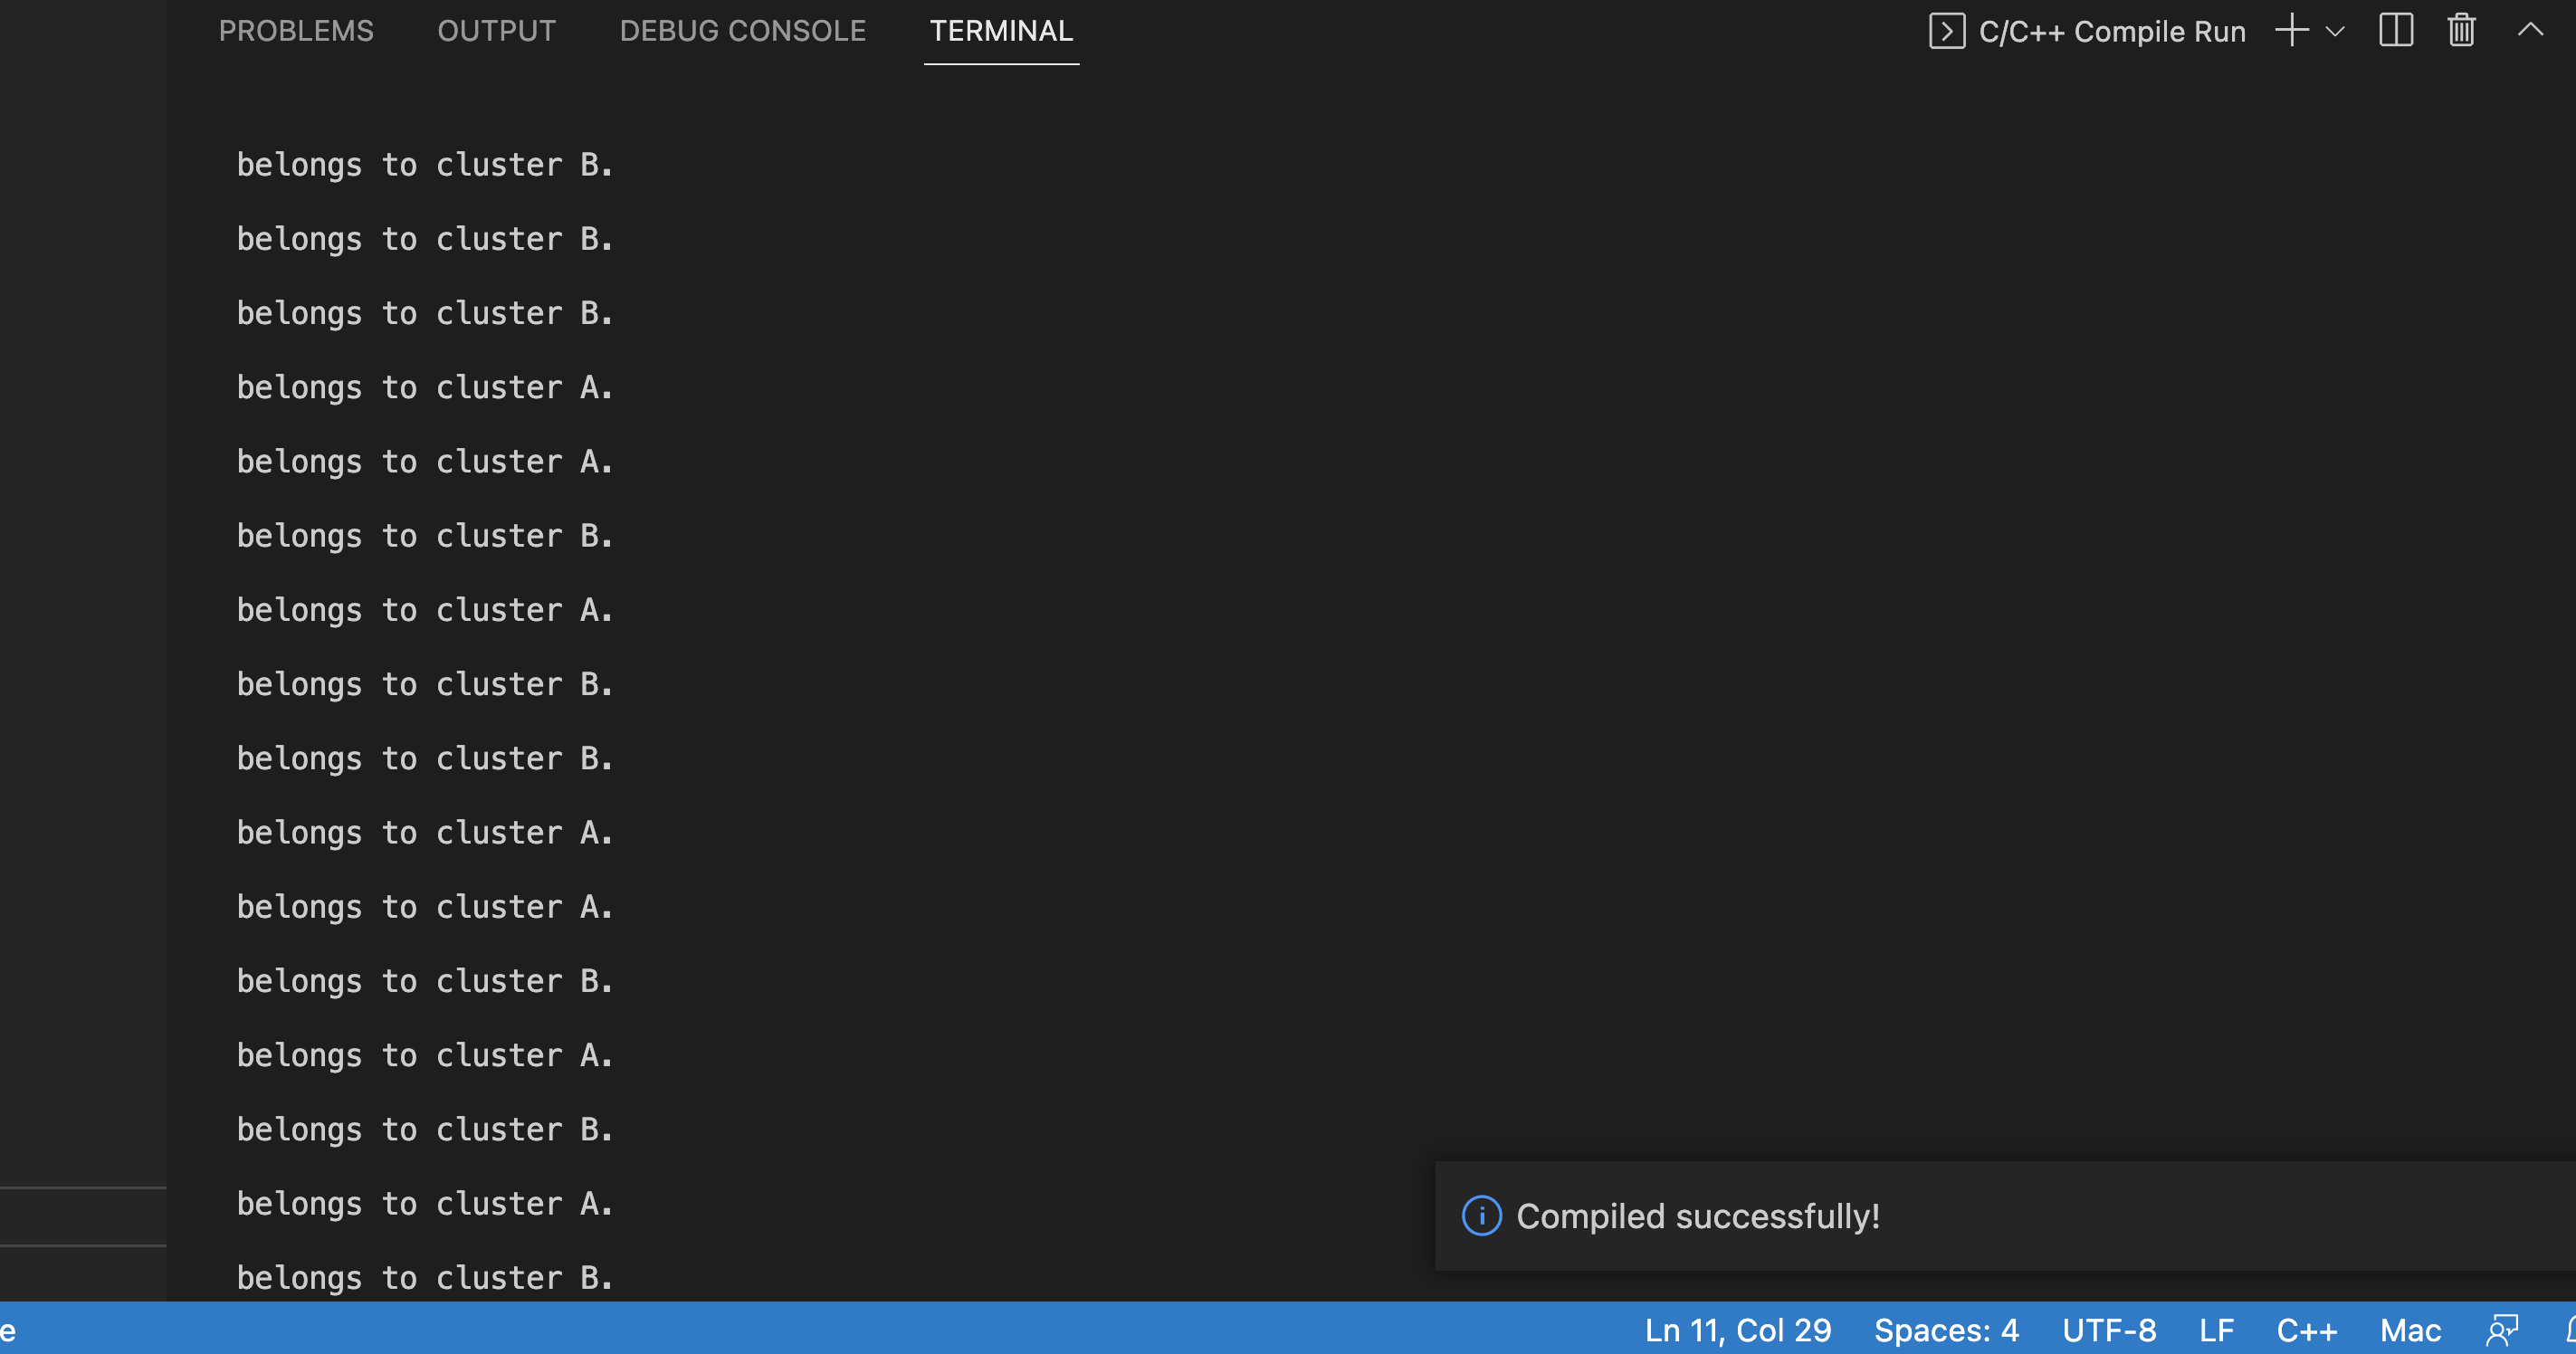 PROBLEMS OUTPUT DEBUG CONSOLE TERMINAL C/C++ Compile Run
belongs to cluster B.
belongs to cluster B.
belongs to cluster B.
belongs to cluster A.
belongs to cluster A.
belongs to cluster B.
belongs to cluster A.
belongs to cluster B.
belongs to cluster B.
belongs to cluster A.
belongs to cluster A.
belongs to cluster B.
belongs to cluster A.
belongs to cluster B.
belongs to cluster A.
belongs to cluster B.
Compiled successfully!
e Ln 11, Col 29 Spaces: 4 UTF-8 LF C++ Mac